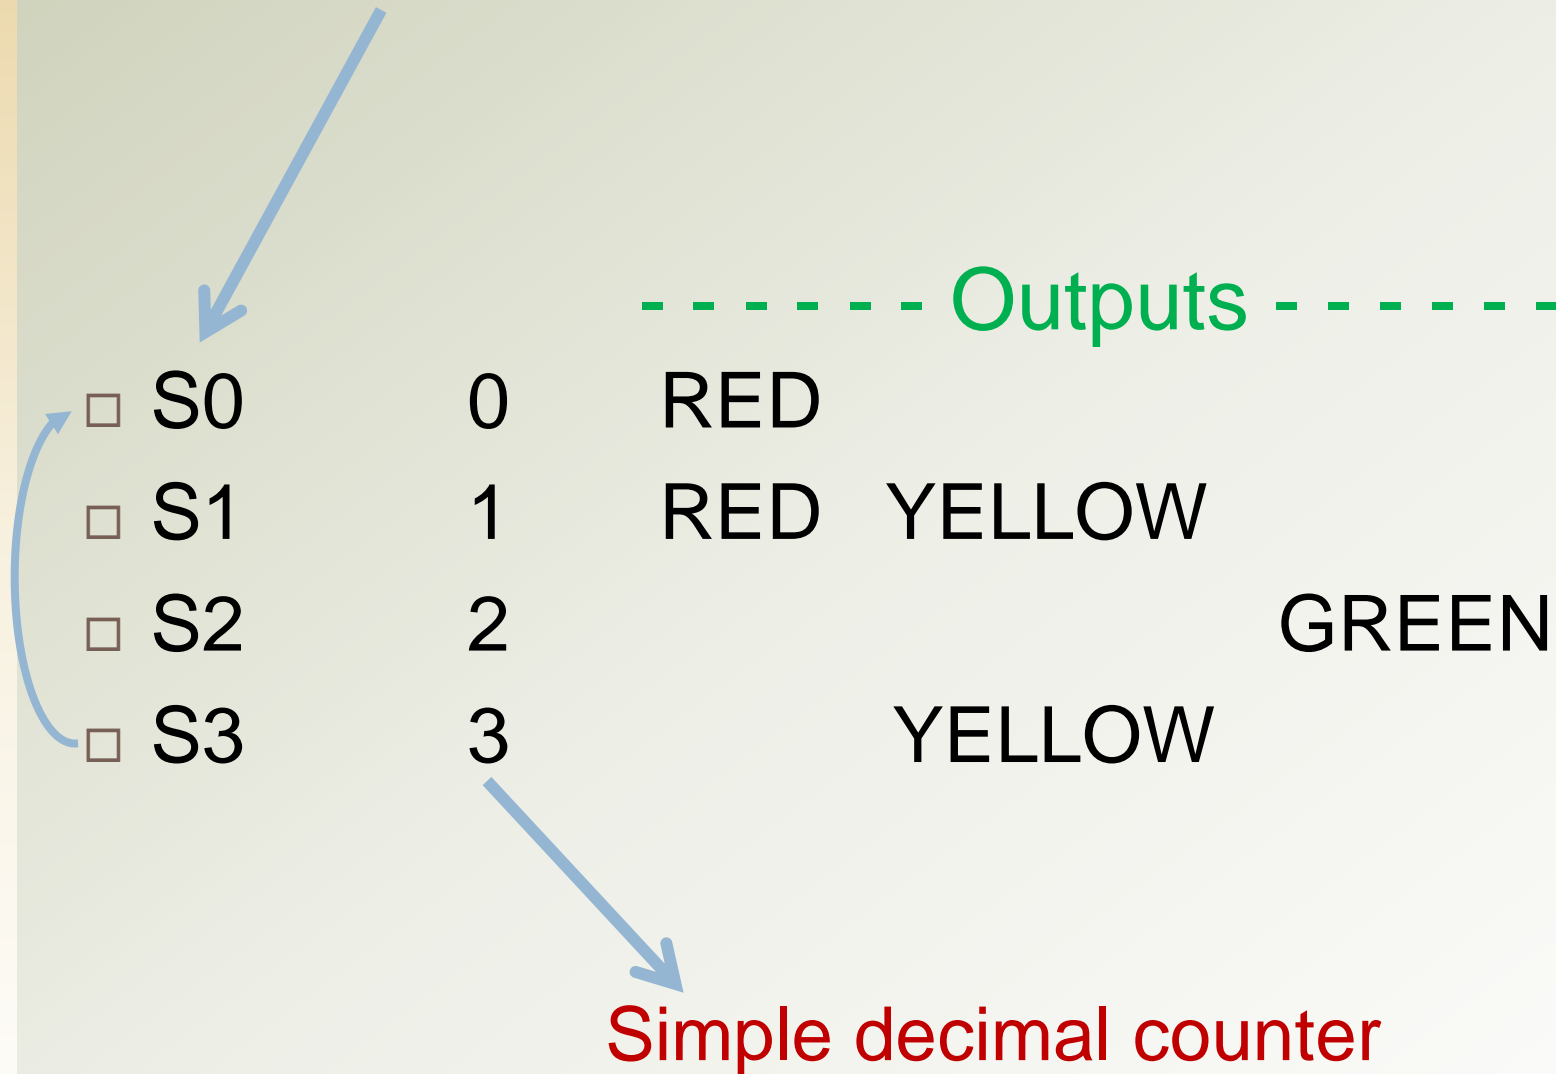 - - - - - - Outputs - - - - - -
S0 0 RED
S1 1 RED YELLOW
S2 2 GREEN
S3 3 YELLOW
Simple decimal counter